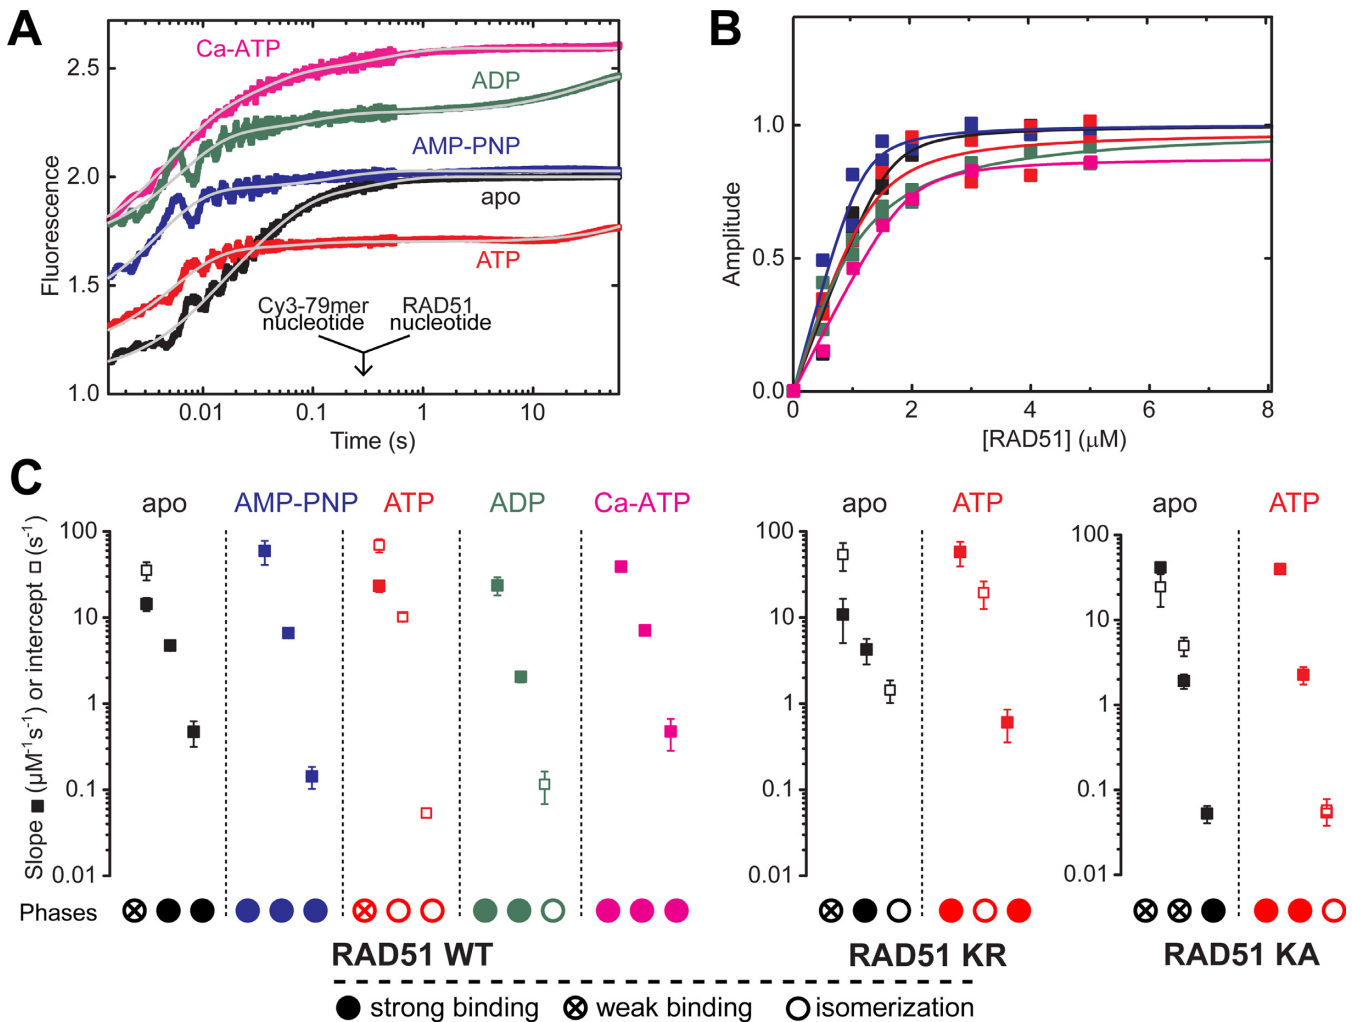 A
Ca-ATP
ADP
AMP-PNP
apo
ATP
Cy3-79mer
nucleotide
RAD51
nucleotide
Fluorescence
2.5
2.0
1.5
1.0
0.01
0.1
1
10
Time (s)
B
Amplitude
1.0
0.5
0.0
0
2
4
6
8
[RAD51] (μM)
C
apo
AMP-PNP
ATP
ADP
Ca-ATP
Slope ■ (μM⁻¹s⁻¹) or intercept □ (s⁻¹)
100
10
1
0.1
0.01
apo
ATP
100
10
1
0.1
0.01
apo
ATP
100
10
1
0.1
0.01
Phases
RAD51 WT
RAD51 KR
RAD51 KA
strong binding
weak binding
isomerization